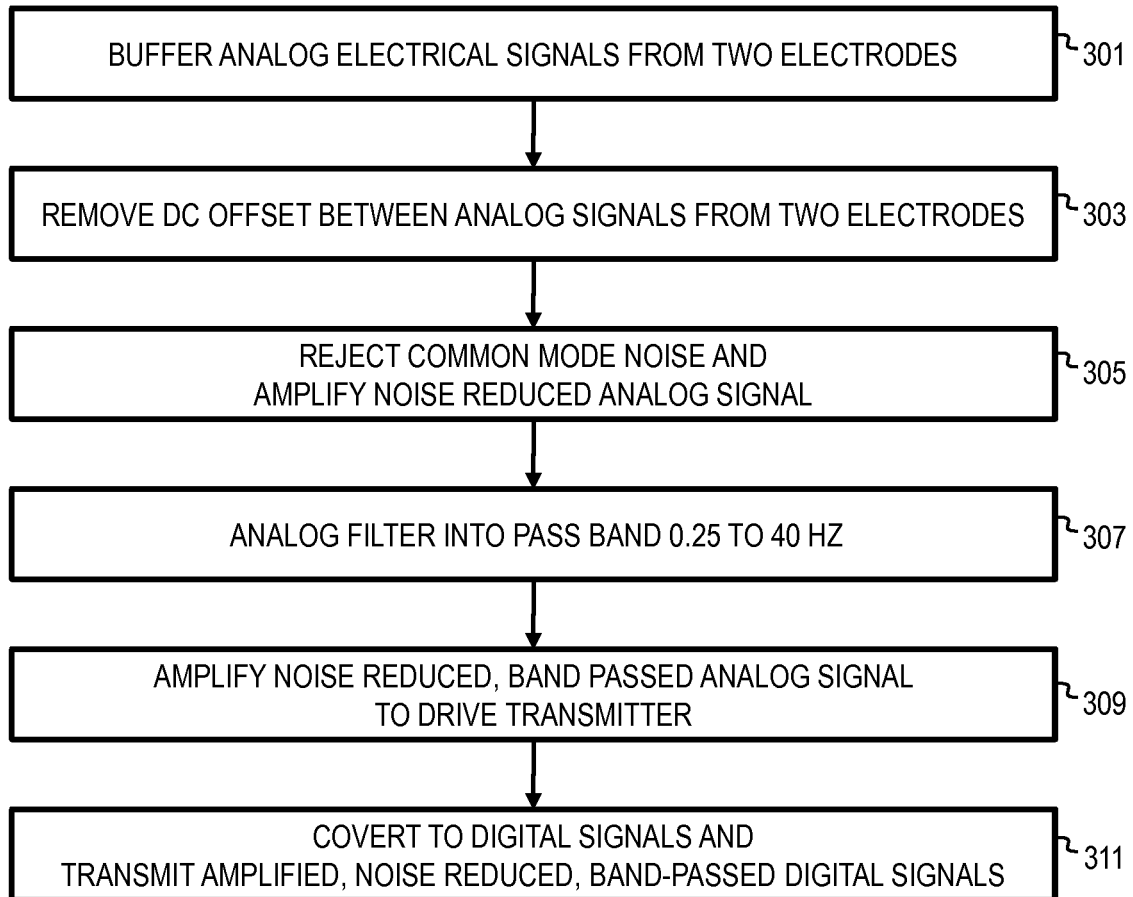 BUFFER ANALOG ELECTRICAL SIGNALS FROM TWO ELECTRODES
301
REMOVE DC OFFSET BETWEEN ANALOG SIGNALS FROM TWO ELECTRODES
303
REJECT COMMON MODE NOISE AND
AMPLIFY NOISE REDUCED ANALOG SIGNAL
305
ANALOG FILTER INTO PASS BAND 0.25 TO 40 HZ
307
AMPLIFY NOISE REDUCED, BAND PASSED ANALOG SIGNAL
TO DRIVE TRANSMITTER
309
COVERT TO DIGITAL SIGNALS AND
TRANSMIT AMPLIFIED, NOISE REDUCED, BAND-PASSED DIGITAL SIGNALS
311